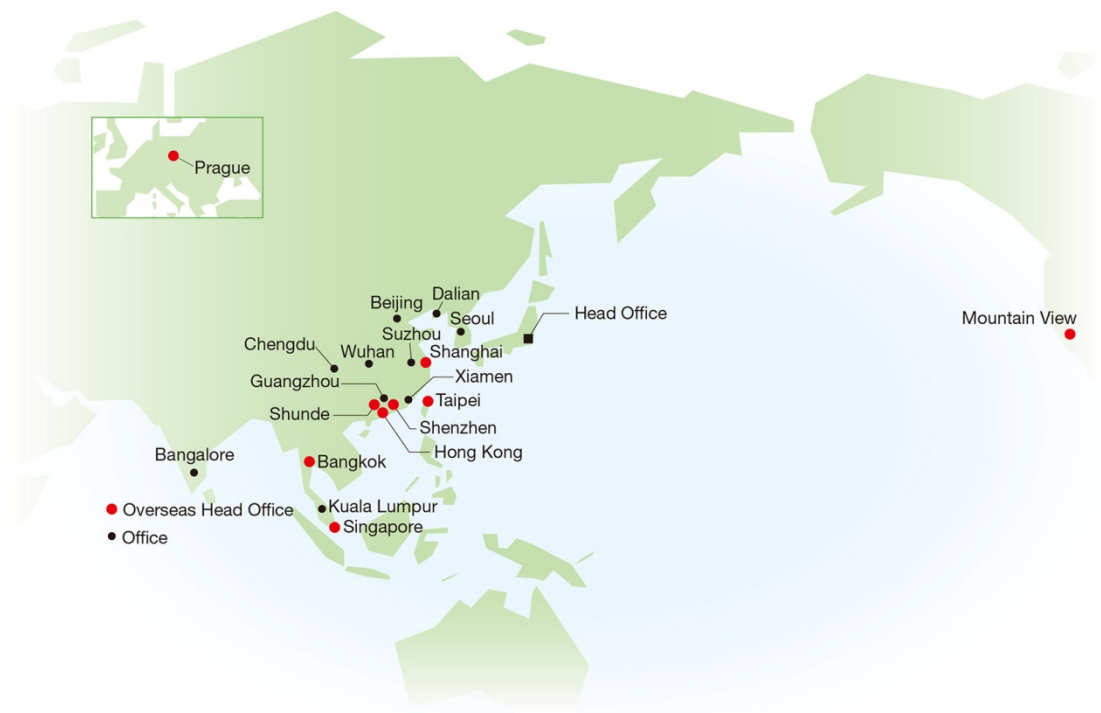 Prague
Dalian
Beijing
Seoul
Head Office
Mountain View
Suzhou
Chengdu
Wuhan
Shanghai
Guangzhou
Xiamen
Taipei
Shunde
Shenzhen
Hong Kong
Bangalore
Bangkok
Kuala Lumpur
Overseas Head Office
Singapore
Office